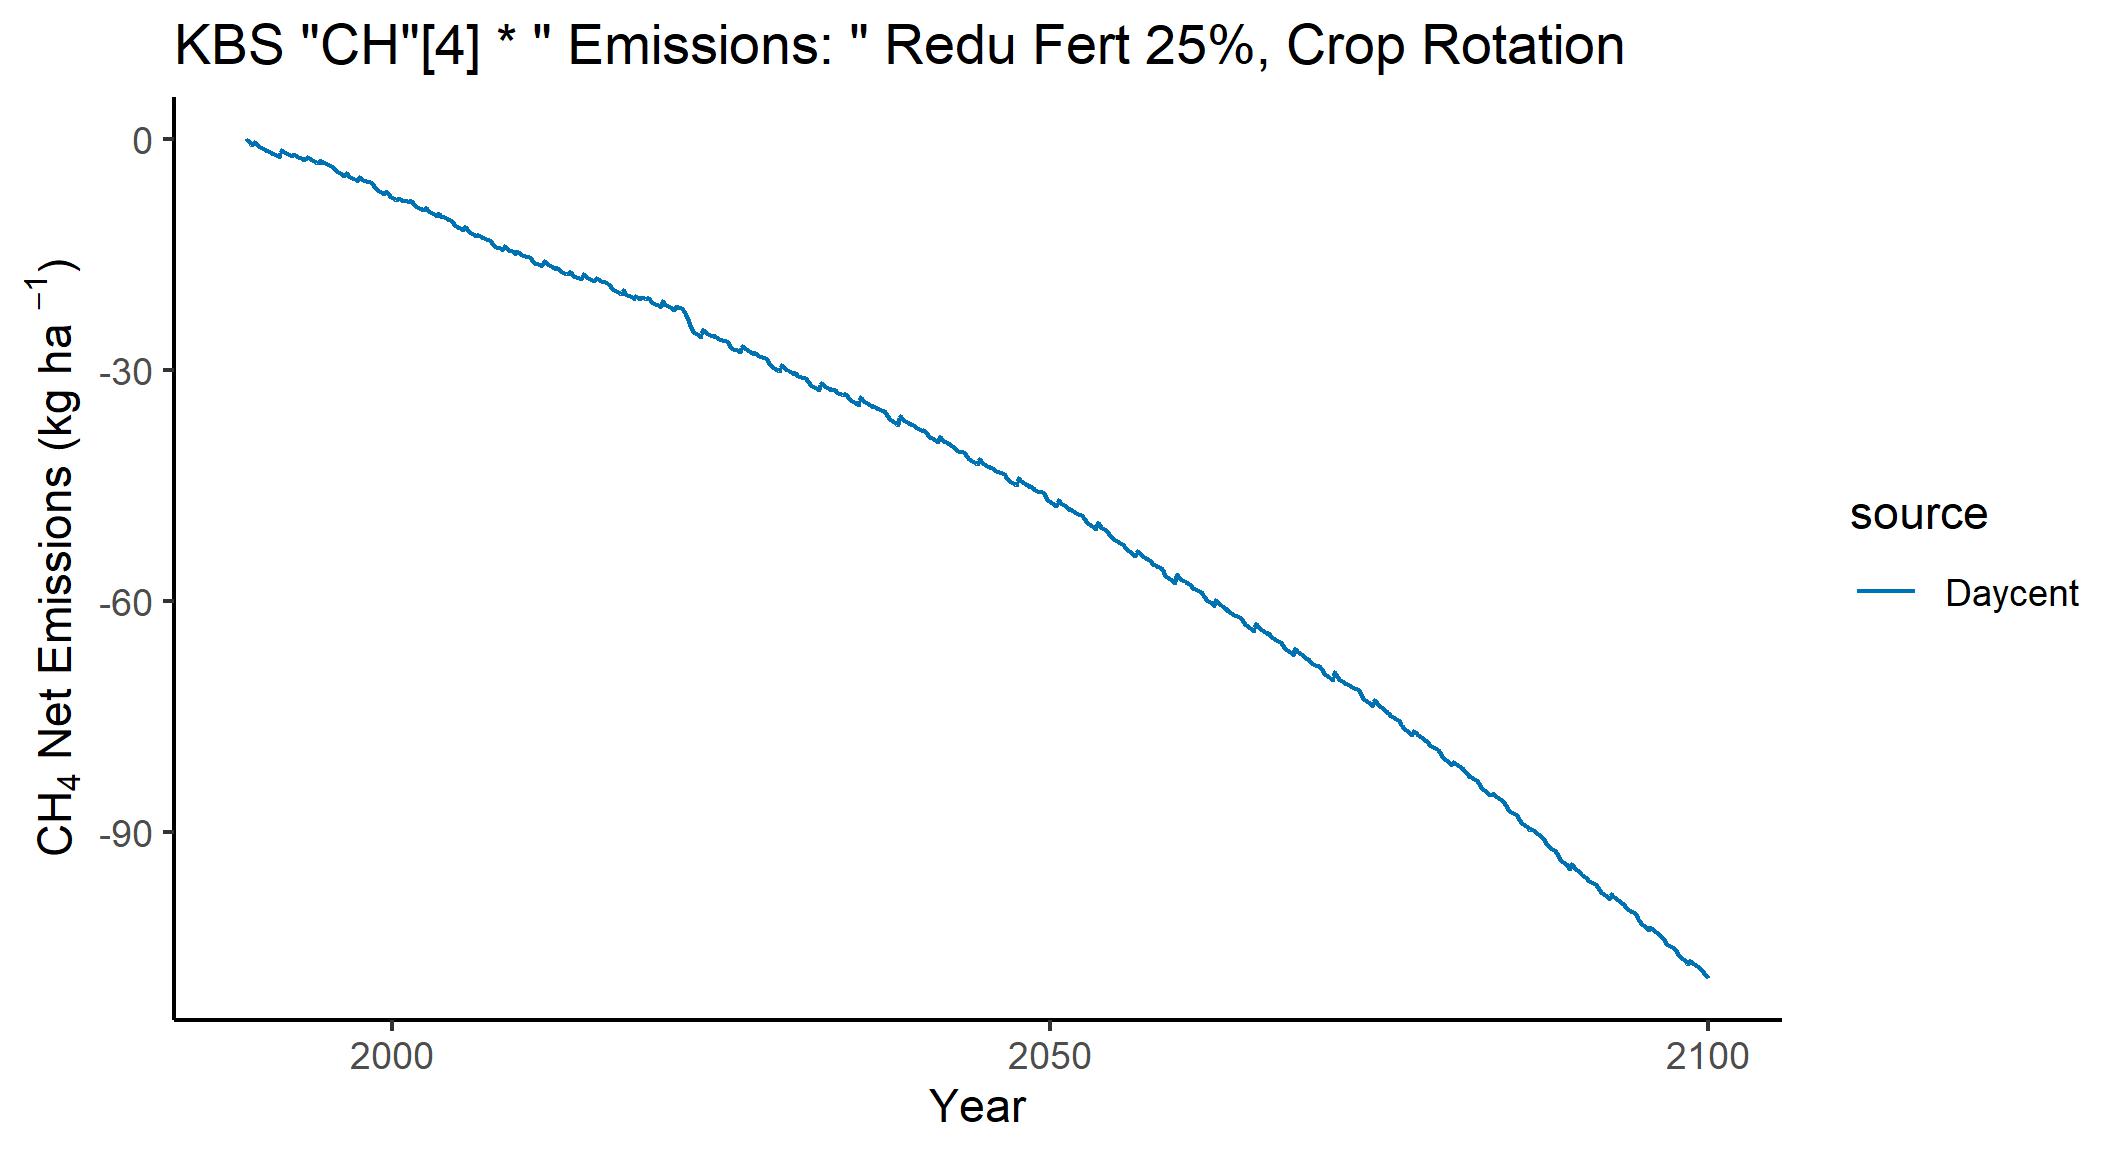 KBS "CH"[4] * " Emissions: " Redu Fert 25%, Crop Rotation
CH₄ Net Emissions (kg ha ⁻¹)
0
-30
-60
-90
2000 2050 2100
Year
source
Daycent